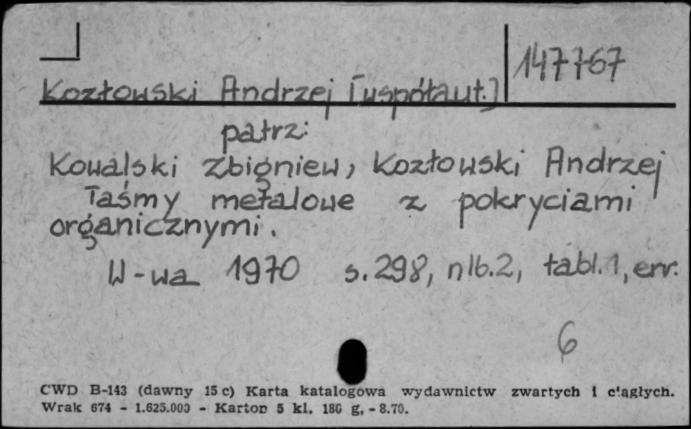 147767
Kozłowski Andrzej [współaut.]
patrz:
Kowalski Zbigniew, Kozłowski Andrzej
Taśmy metalowe z pokryciami
organicznymi.
W-wa 1970 s. 298, nlb. 2, tabl. 1, err.
6
CWD B-143 (dawny 15 c) Karta katalogowa wydawnictw zwartych i ciągłych.
Wrak 674 - 1.625.000 - Karton 5 kl. 180 g. - 8.70.